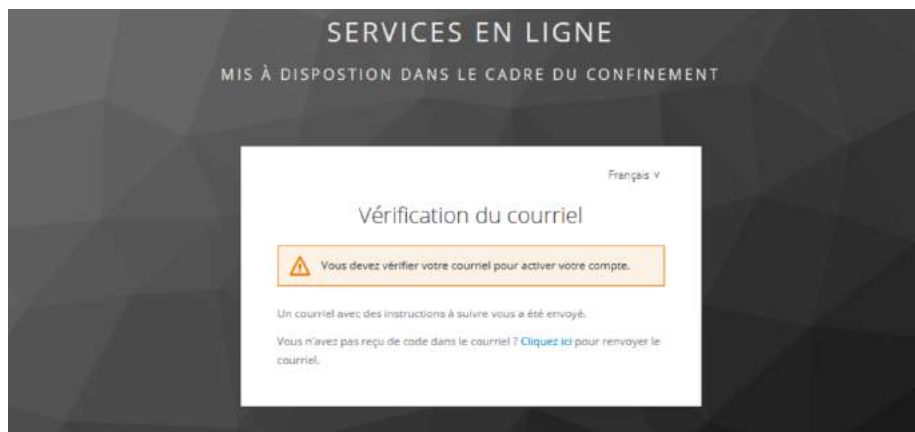 SERVICES EN LIGNE
MIS À DISPOSTION DANS LE CADRE DU CONFINEMENT
Français ˅
Vérification du courriel
Vous devez vérifier votre courriel pour activer votre compte.
Un courriel avec des instructions à suivre vous a été envoyé.
Vous n'avez pas reçu de code dans le courriel ? Cliquez ici pour renvoyer le
courriel.